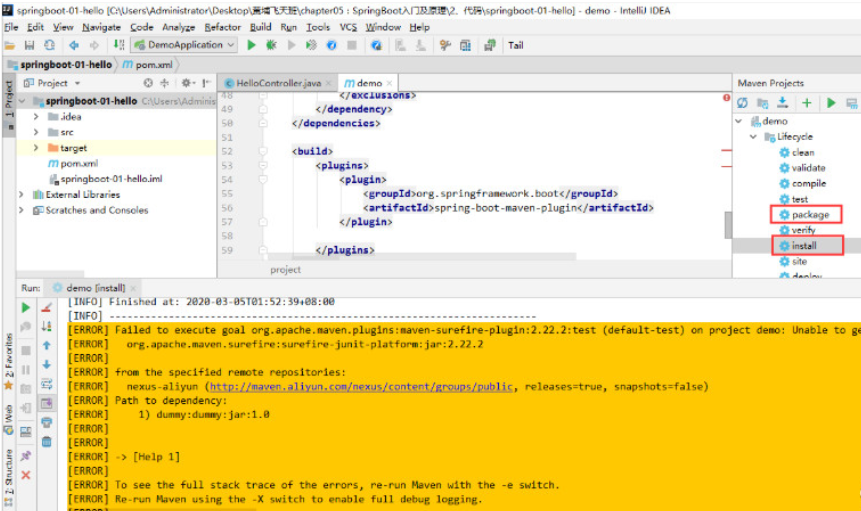 springboot-01-hello [C:\Users\Administrator\Desktop\黄埔飞天班\chapter05：SpringBoot入门及原理\2、代码\springboot-01-hello] - demo - IntelliJ IDEA
File Edit View Navigate Code Analyze Refactor Build Run Tools VCS Window Help
DemoApplication Tail
springboot-01-hello m pom.xml
Project HelloController.java m demo Maven Projects
springboot-01-hello C:\Users\Adminis
.idea
src
target
m pom.xml
springboot-01-hello.iml
External Libraries
Scratches and Consoles
48 </exclusions>
49 </dependency>
50 </dependencies>
51
52 <build>
53 <plugins>
54 <plugin>
55 <groupId>org.springframework.boot</groupId>
56 <artifactId>spring-boot-maven-plugin</artifactId>
57 </plugin>
58
59 </plugins>
project
demo
Lifecycle
clean
validate
compile
test
package
verify
install
site
deploy
1: Project
2: Favorites
Web
Z: Structure
Run: demo [install]
[INFO] Finished at: 2020-03-05T01:52:39+08:00
[INFO] ------------------------------------------------------------------------
[ERROR] Failed to execute goal org.apache.maven.plugins:maven-surefire-plugin:2.22.2:test (default-test) on project demo: Unable to ge
[ERROR] org.apache.maven.surefire:surefire-junit-platform:jar:2.22.2
[ERROR]
[ERROR] from the specified remote repositories:
[ERROR] nexus-aliyun (http://maven.aliyun.com/nexus/content/groups/public, releases=true, snapshots=false)
[ERROR] Path to dependency:
[ERROR] 1) dummy:dummy:jar:1.0
[ERROR]
[ERROR]
[ERROR] -> [Help 1]
[ERROR]
[ERROR] To see the full stack trace of the errors, re-run Maven with the -e switch.
[ERROR] Re-run Maven using the -X switch to enable full debug logging.
[ERROR]